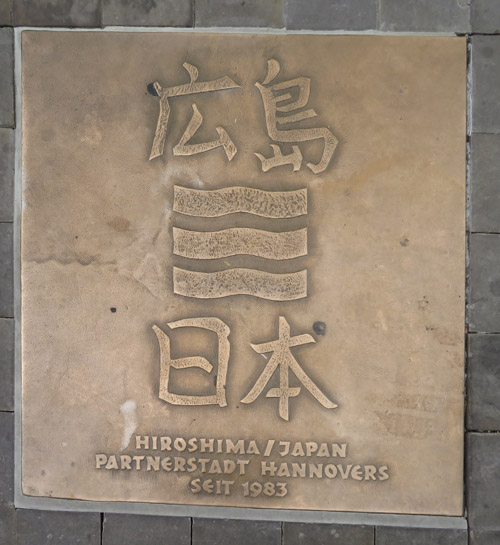 広島
日本
HIROSHIMA/JAPAN
PARTNERSTADT HANNOVERS
SEIT 1983